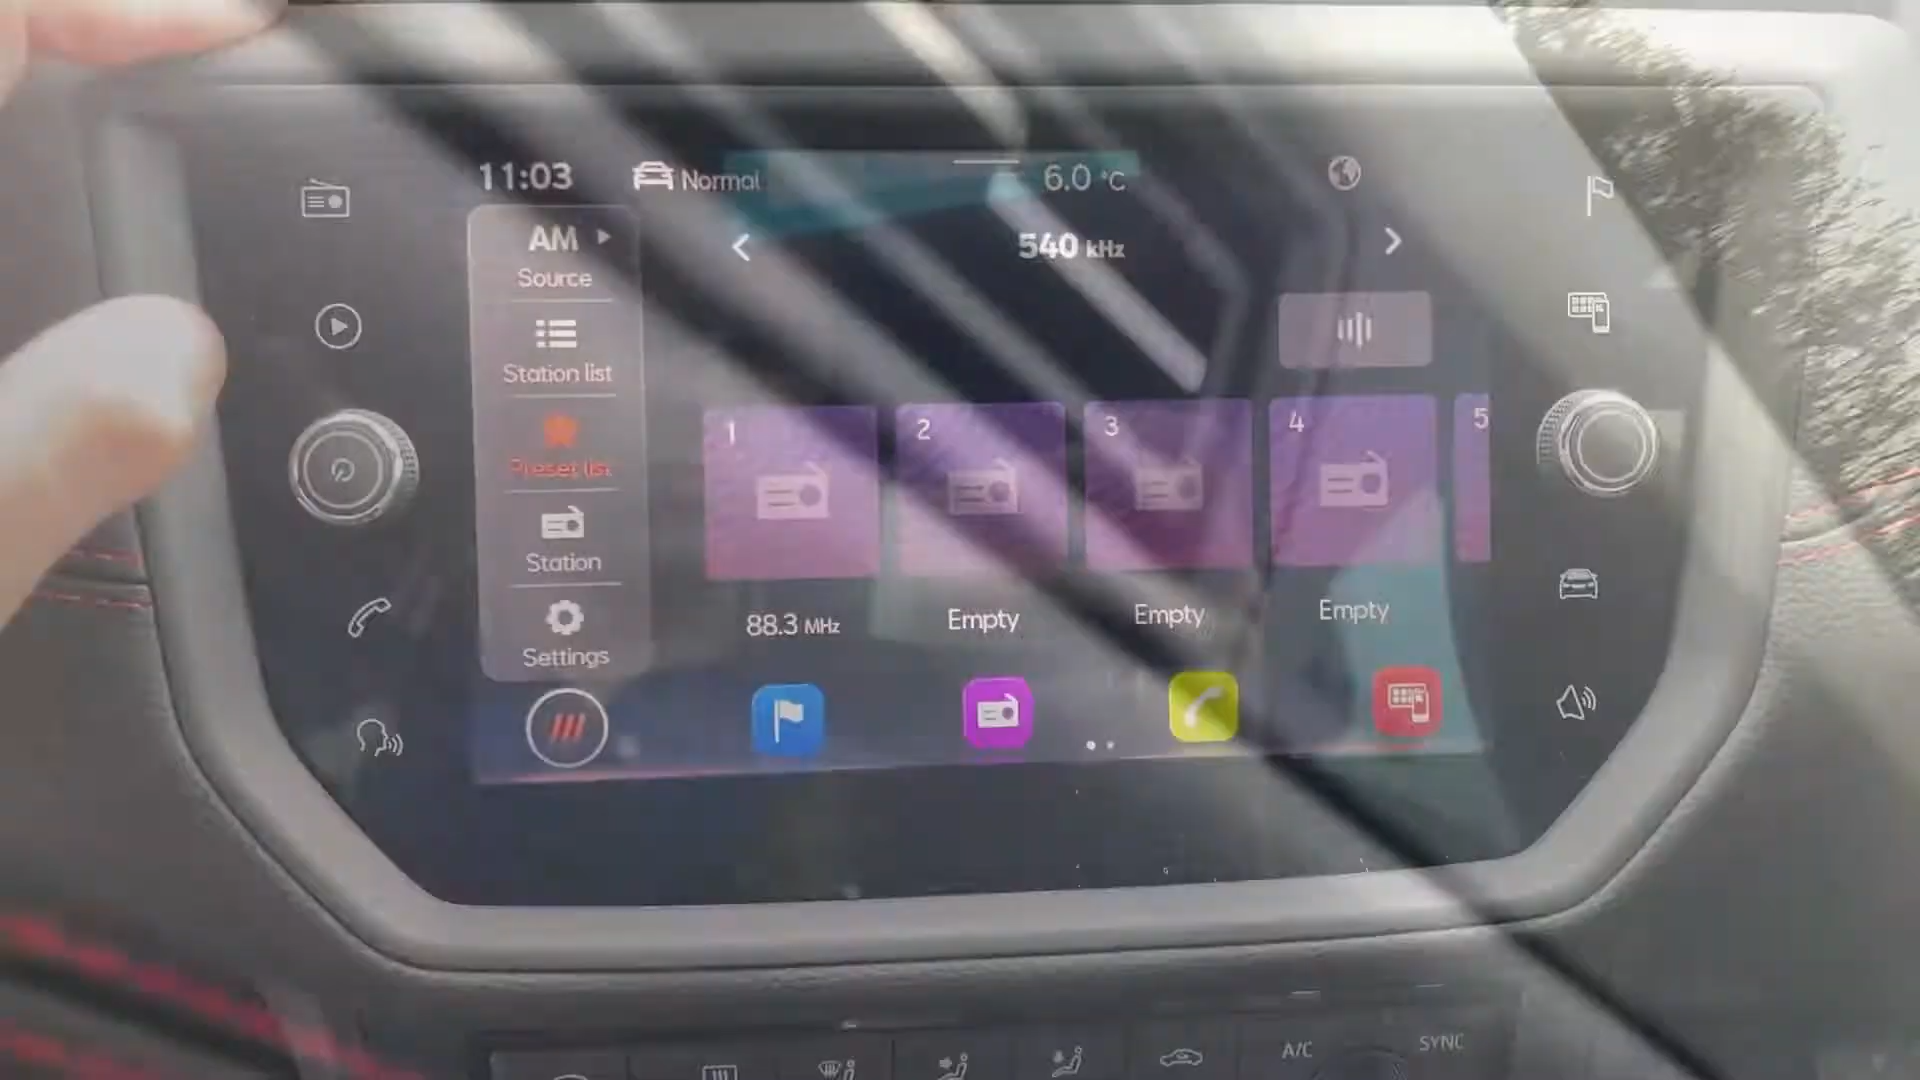 11:03
Normal
6.0 °C
AM
Source
540 kHz
Station list
Preset list
Station
Settings
1
2
3
4
5
88.3 MHz
Empty
Empty
Empty
A/C
SYNC